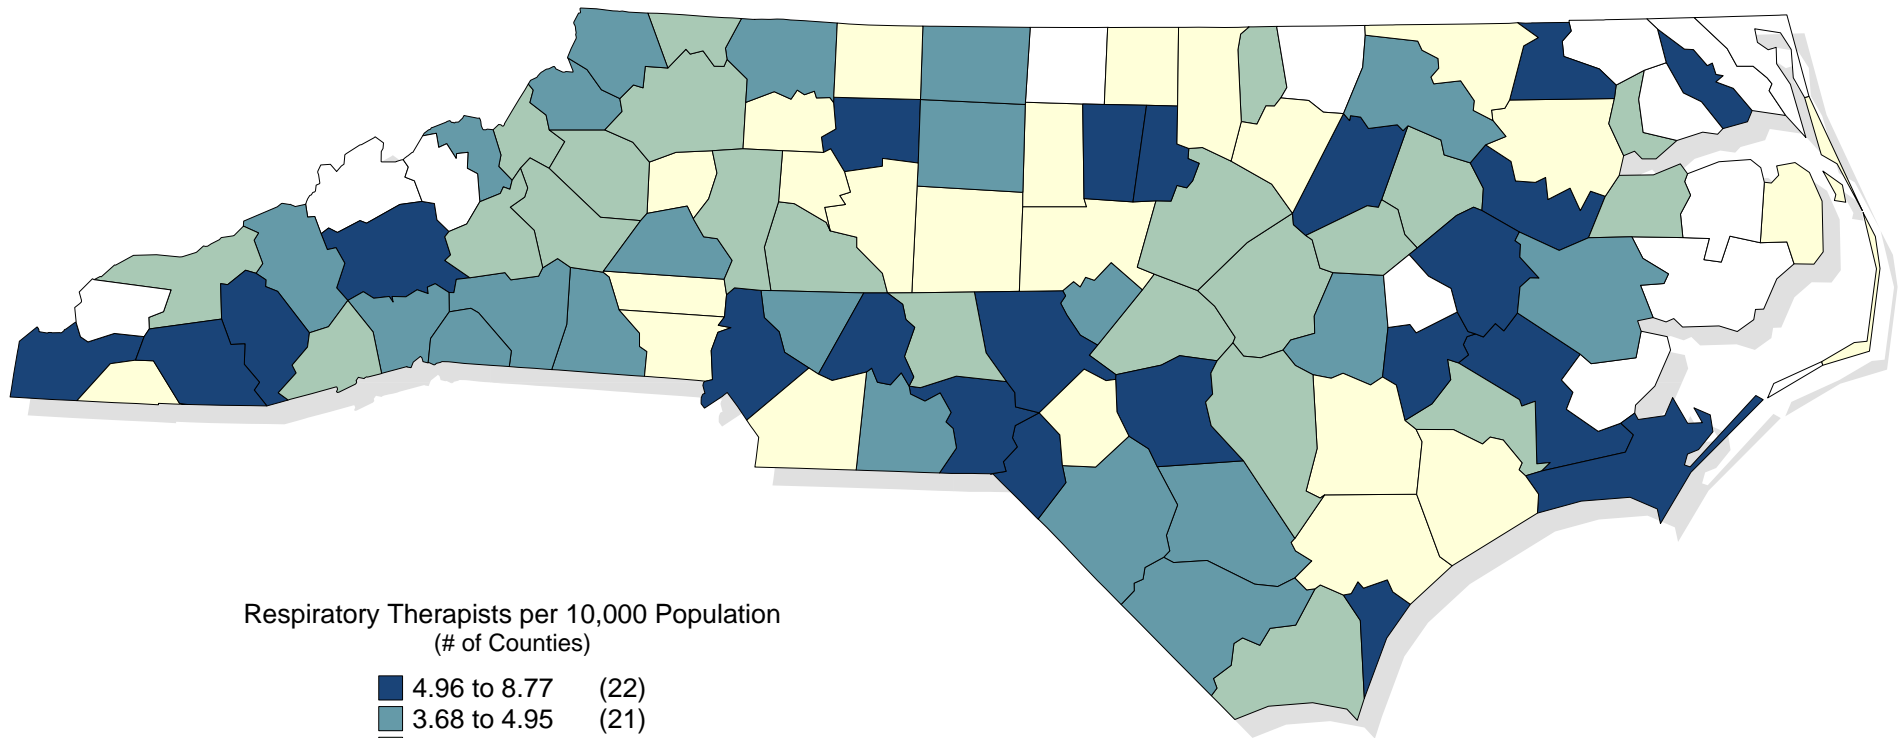 Respiratory Therapists per 10,000 Population
(# of Counties)
4.96 to 8.77 (22)
3.68 to 4.95 (21)